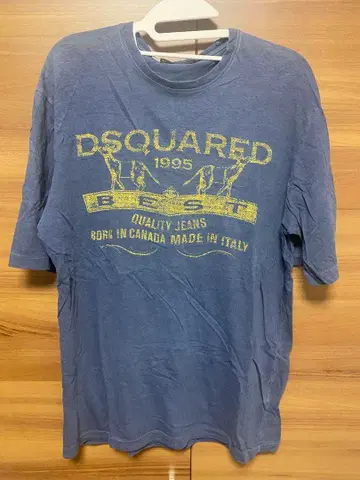 DSQUARED
1995
BEST
QUALITY JEANS
BORN IN CANADA MADE IN ITALY